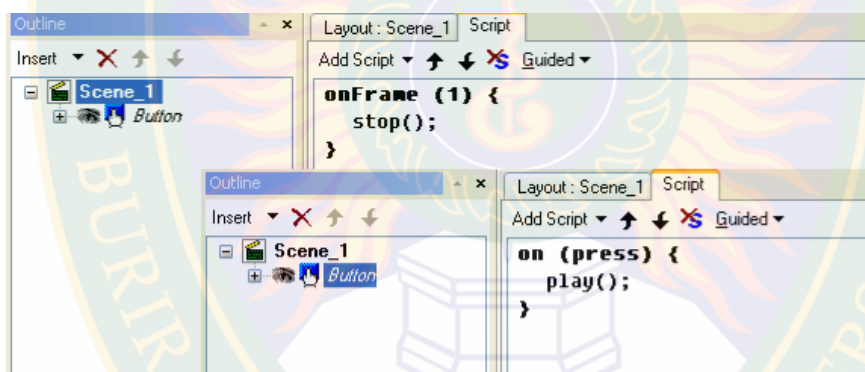 Outline
Insert
Scene_1
Button
Layout : Scene_1 Script
Add Script Guided
onFrame (1) {
stop();
}
Outline
Insert
Scene_1
Button
Layout : Scene_1 Script
Add Script Guided
on (press) {
play();
}
BURIR